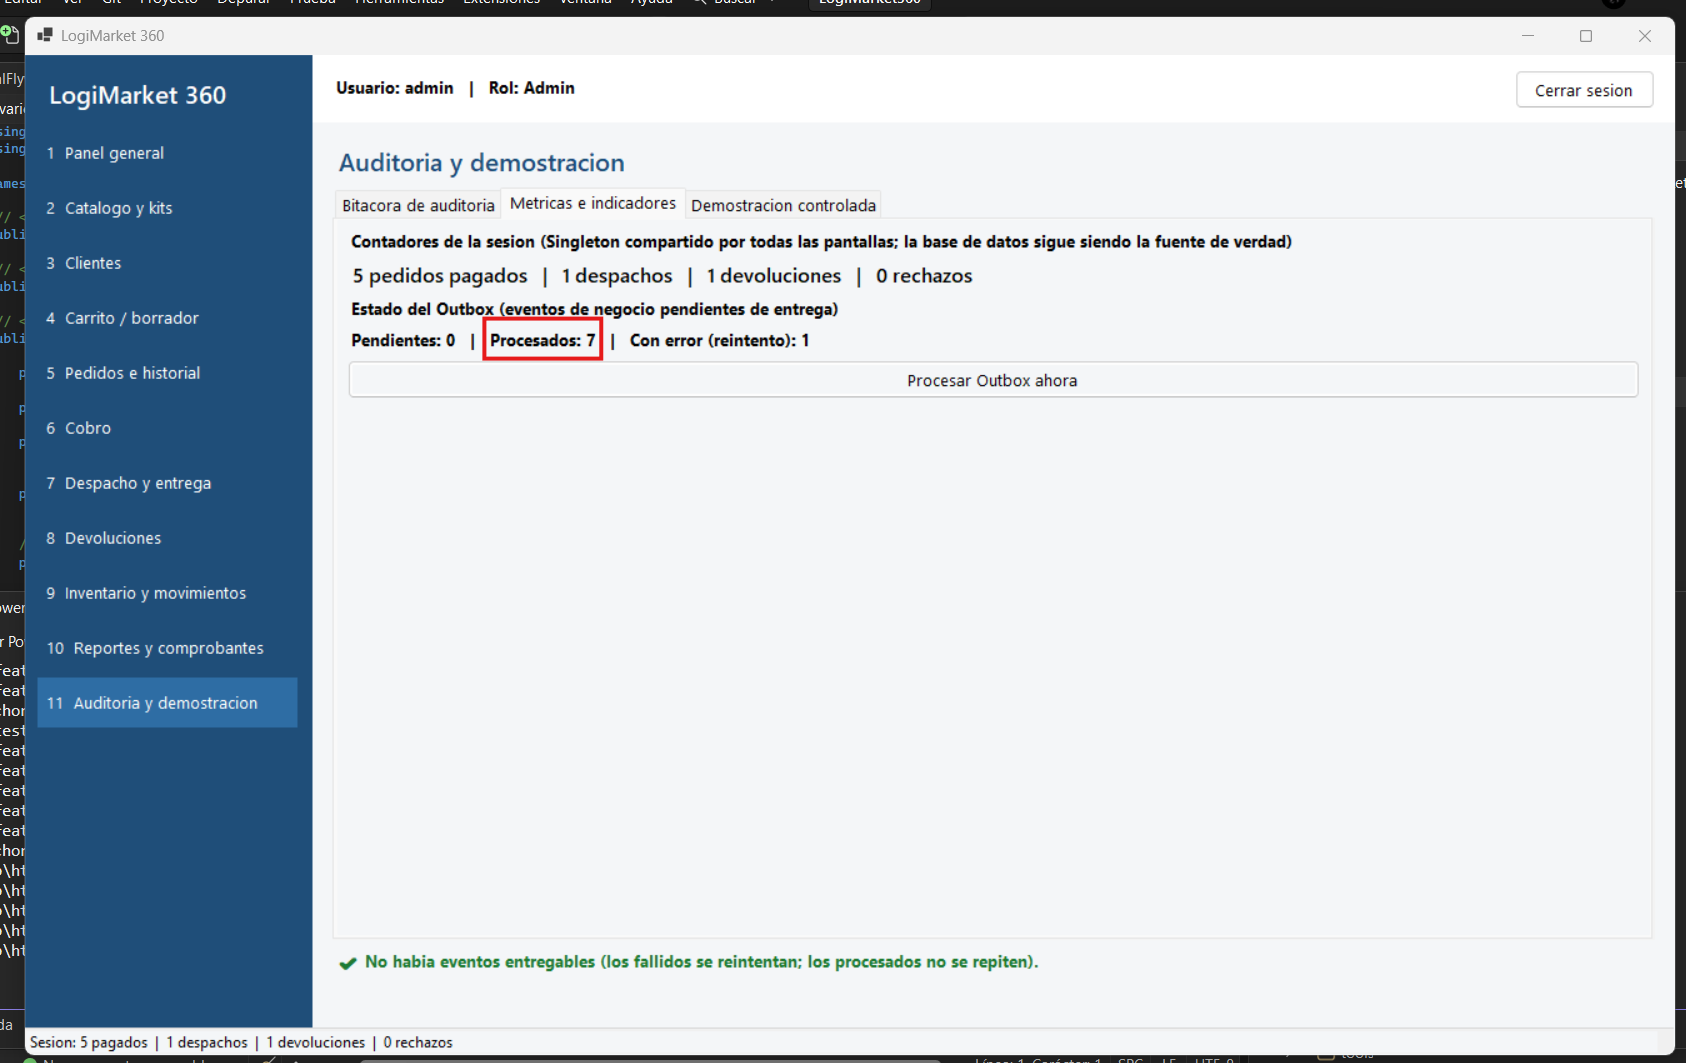 LogiMarket 360
LogiMarket 360
1 Panel general
2 Catalogo y kits
3 Clientes
4 Carrito / borrador
5 Pedidos e historial
6 Cobro
7 Despacho y entrega
8 Devoluciones
9 Inventario y movimientos
10 Reportes y comprobantes
11 Auditoria y demostracion
Usuario: admin | Rol: Admin
Cerrar sesion
Auditoria y demostracion
Bitacora de auditoria
Metricas e indicadores
Demostracion controlada
Contadores de la sesion (Singleton compartido por todas las pantallas; la base de datos sigue siendo la fuente de verdad)
5 pedidos pagados | 1 despachos | 1 devoluciones | 0 rechazos
Estado del Outbox (eventos de negocio pendientes de entrega)
Pendientes: 0 | Procesados: 7 | Con error (reintento): 1
Procesar Outbox ahora
No habia eventos entregables (los fallidos se reintentan; los procesados no se repiten).
Sesion: 5 pagados | 1 despachos | 1 devoluciones | 0 rechazos